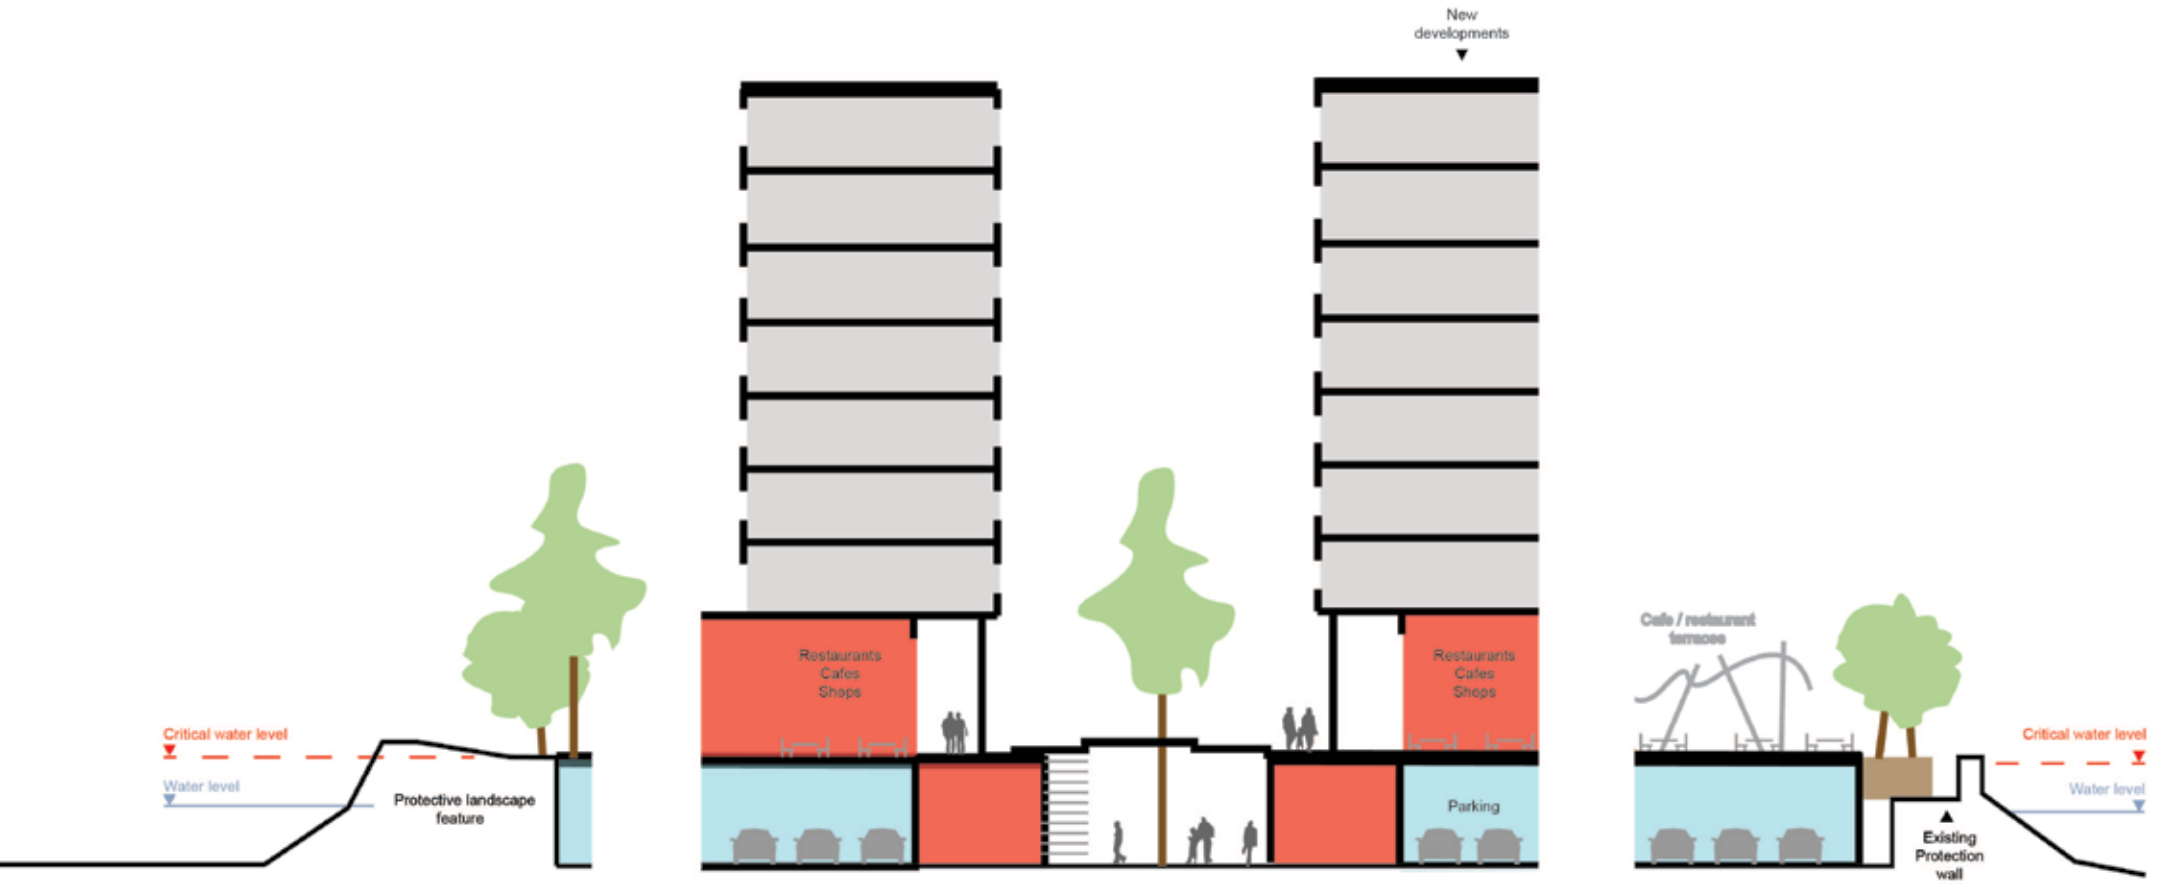 New
developments
Restaurants
Cafes
Shops
Restaurants
Cafes
Shops
Cafe / restaurant
terraces
Critical water level
Water level
Protective landscape
feature
Parking
Critical water level
Water level
Existing
Protection
wall